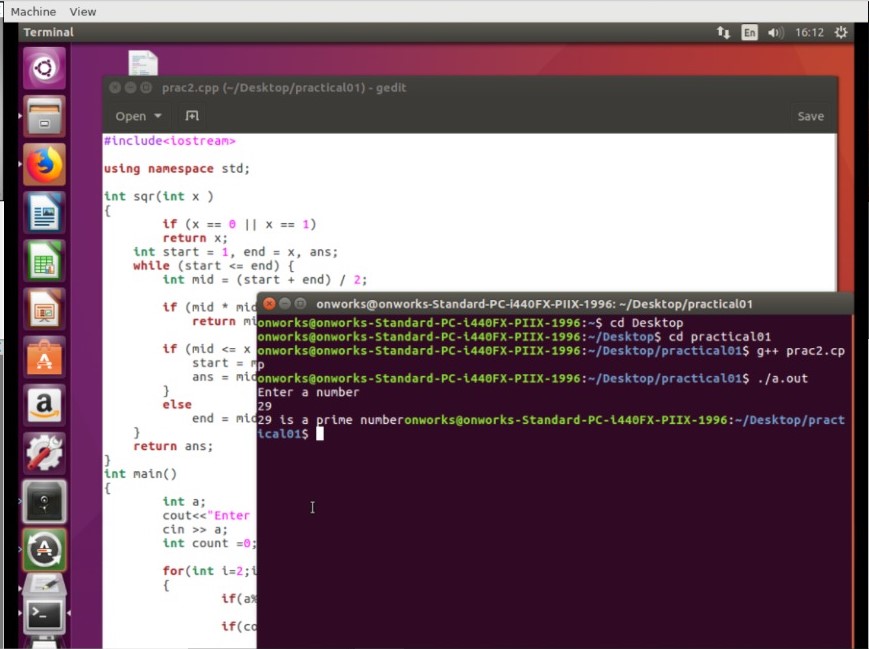 Machine View
Terminal
En 16:12
prac2.cpp (~/Desktop/practical01) - gedit
Open Save
#include<iostream>
using namespace std;
int sqr(int x )
{
if (x == 0 || x == 1)
return x;
int start = 1, end = x, ans;
while (start <= end) {
int mid = (start + end) / 2;
if (mid * mid
return mi
if (mid <= x
start = m
ans = mid
}
else
end = mid
}
return ans;
}
int main()
{
int a;
cout<<"Enter
cin >> a;
int count =0;
for(int i=2;i
{
if(a%
if(co
onworks@onworks-Standard-PC-i440FX-PIIX-1996: ~/Desktop/practical01
onworks@onworks-Standard-PC-i440FX-PIIX-1996:~$ cd Desktop
onworks@onworks-Standard-PC-i440FX-PIIX-1996:~/Desktop$ cd practical01
onworks@onworks-Standard-PC-i440FX-PIIX-1996:~/Desktop/practical01$ g++ prac2.cp
p
onworks@onworks-Standard-PC-i440FX-PIIX-1996:~/Desktop/practical01$ ./a.out
Enter a number
29
29 is a prime numberonworks@onworks-Standard-PC-i440FX-PIIX-1996:~/Desktop/pract
ical01$